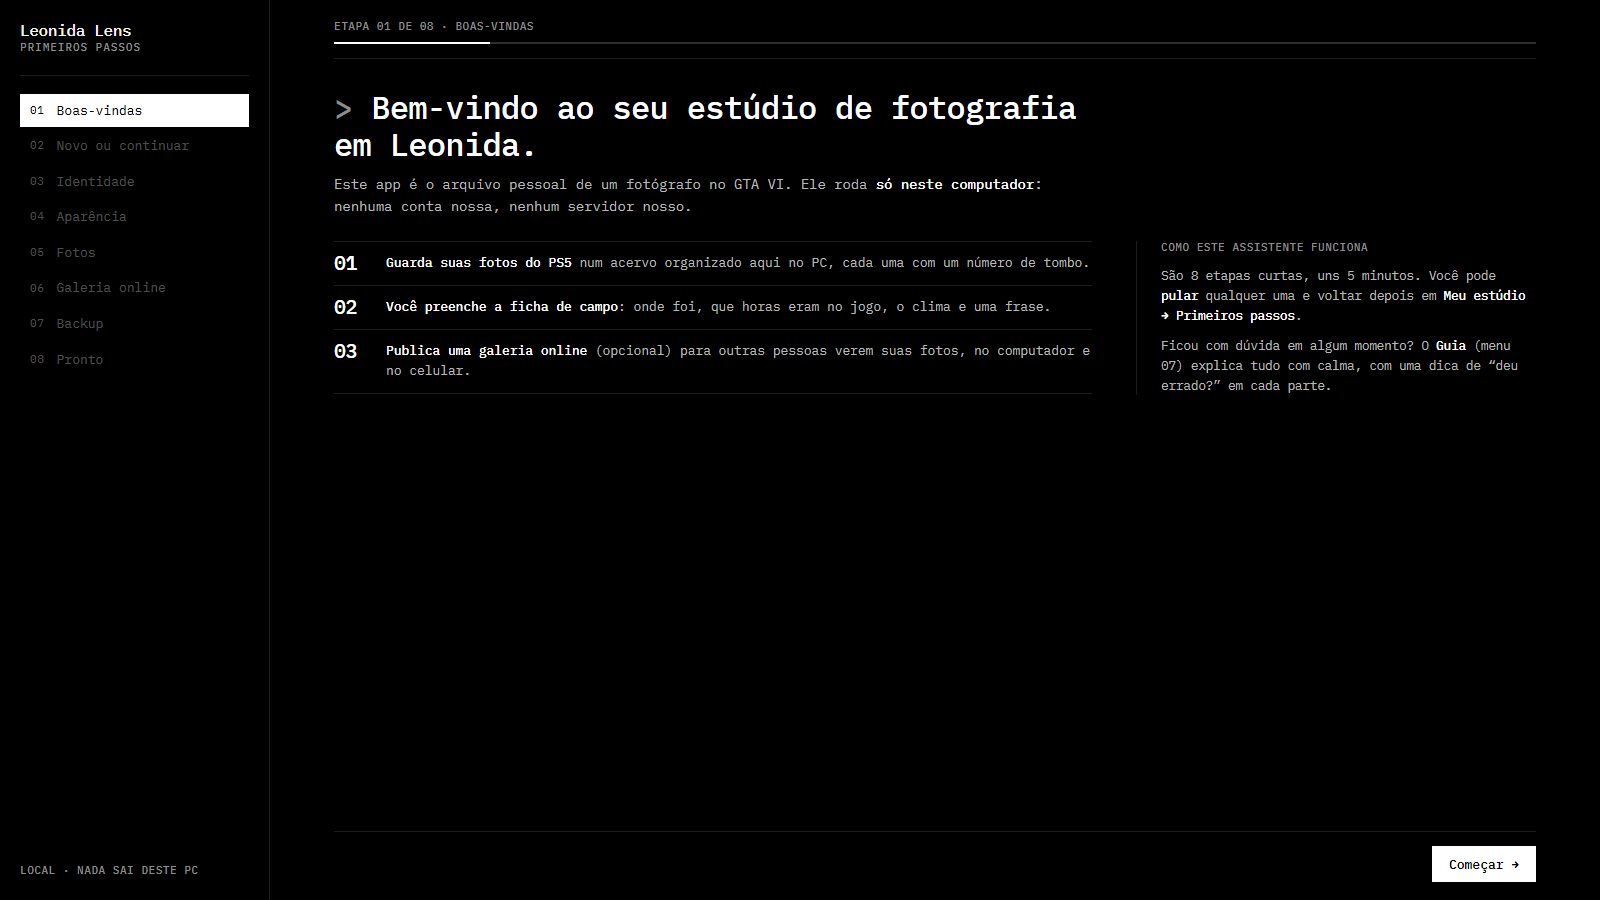 Leonida Lens
PRIMEIROS PASSOS
01 Boas-vindas
02 Novo ou continuar
03 Identidade
04 Aparência
05 Fotos
06 Galeria online
07 Backup
08 Pronto
LOCAL · NADA SAI DESTE PC
ETAPA 01 DE 08 · BOAS-VINDAS
> Bem-vindo ao seu estúdio de fotografia
em Leonida.
Este app é o arquivo pessoal de um fotógrafo no GTA VI. Ele roda só neste computador:
nenhuma conta nossa, nenhum servidor nosso.
01 Guarda suas fotos do PS5 num acervo organizado aqui no PC, cada uma com um número de tombo.
02 Você preenche a ficha de campo: onde foi, que horas eram no jogo, o clima e uma frase.
03 Publica uma galeria online (opcional) para outras pessoas verem suas fotos, no computador e
no celular.
COMO ESTE ASSISTENTE FUNCIONA
São 8 etapas curtas, uns 5 minutos. Você pode
pular qualquer uma e voltar depois em Meu estúdio
→ Primeiros passos.
Ficou com dúvida em algum momento? O Guia (menu
07) explica tudo com calma, com uma dica de “deu
errado?” em cada parte.
Começar →